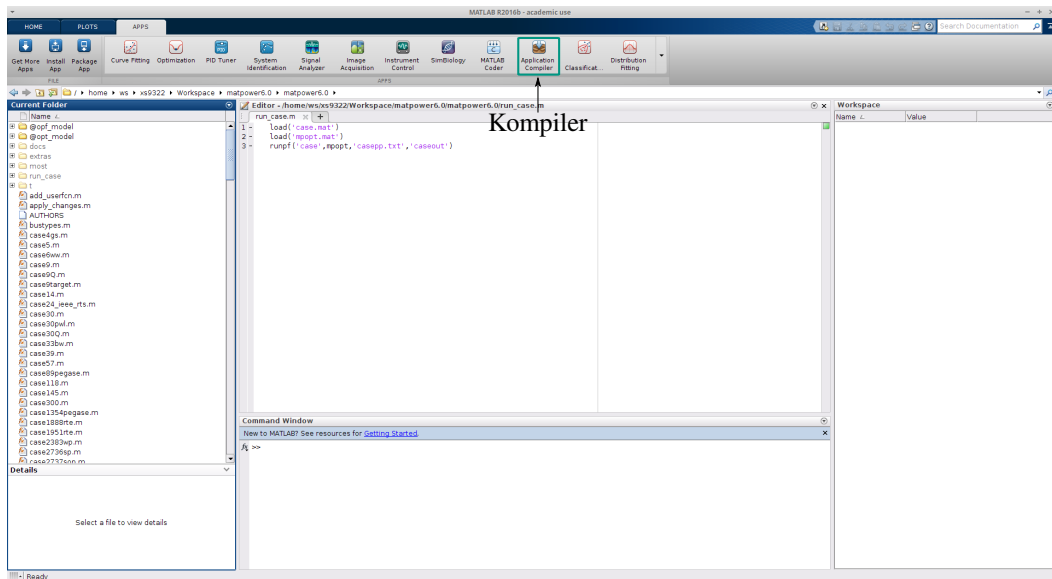 MATLAB R2016b - academic use
HOME PLOTS APPS
Search Documentation
Get More Apps
Install App
Package App
Curve Fitting
Optimization
PID Tuner
System Identification
Signal Analyzer
Image Acquisition
Instrument Control
SimBiology
MATLAB Coder
Application Compiler
Classificat...
Distribution Fitting
FILE
APPS
/ home ws xs9322 Workspace matpower6.0 matpower6.0
Current Folder
Name
@opf_model
@opt_model
docs
extras
most
run_case
t
add_userfcn.m
apply_changes.m
AUTHORS
bustypes.m
case4gs.m
case5.m
case6ww.m
case9.m
case9Q.m
case9target.m
case14.m
case24_ieee_rts.m
case30.m
case30pwl.m
case30Q.m
case33bw.m
case39.m
case57.m
case89pegase.m
case118.m
case145.m
case300.m
case1354pegase.m
case1888rte.m
case1951rte.m
case2383wp.m
case2736sp.m
case2737sop.m
Details
Select a file to view details
Editor - /home/ws/xs9322/Workspace/matpower6.0/matpower6.0/run_case.m
run_case.m
1 - load('case.mat')
2 - load('mpopt.mat')
3 - runpf('case',mpopt,'casepp.txt','caseout')
Kompiler
Command Window
New to MATLAB? See resources for Getting Started.
fx >>
Workspace
Name Value
Ready